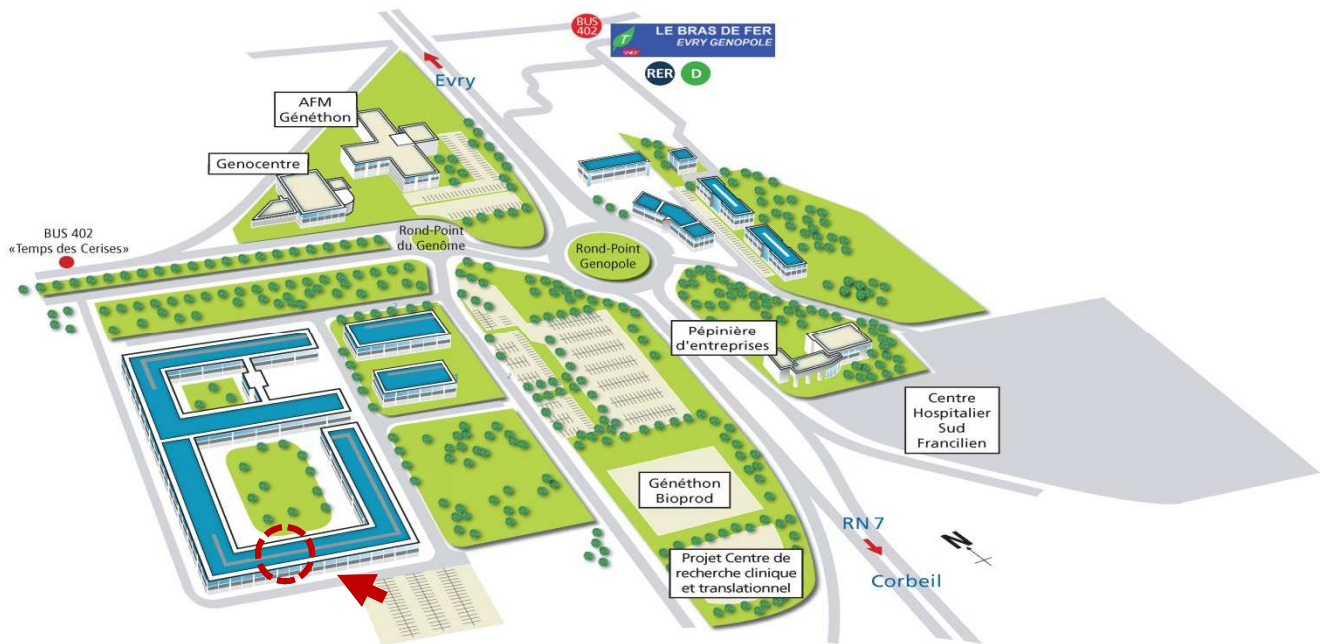 BUS
402
LE BRAS DE FER
EVRY GENOPOLE
T
SNCF
RER
D
Evry
AFM
Généthon
Genocentre
BUS 402
«Temps des Cerises»
Rond-Point
du Genôme
Rond-Point
Genopole
Pépinière
d'entreprises
Centre
Hospitalier
Sud
Francilien
Généthon
Bioprod
RN 7
N
Projet Centre de
recherche clinique
et translationnel
Corbeil